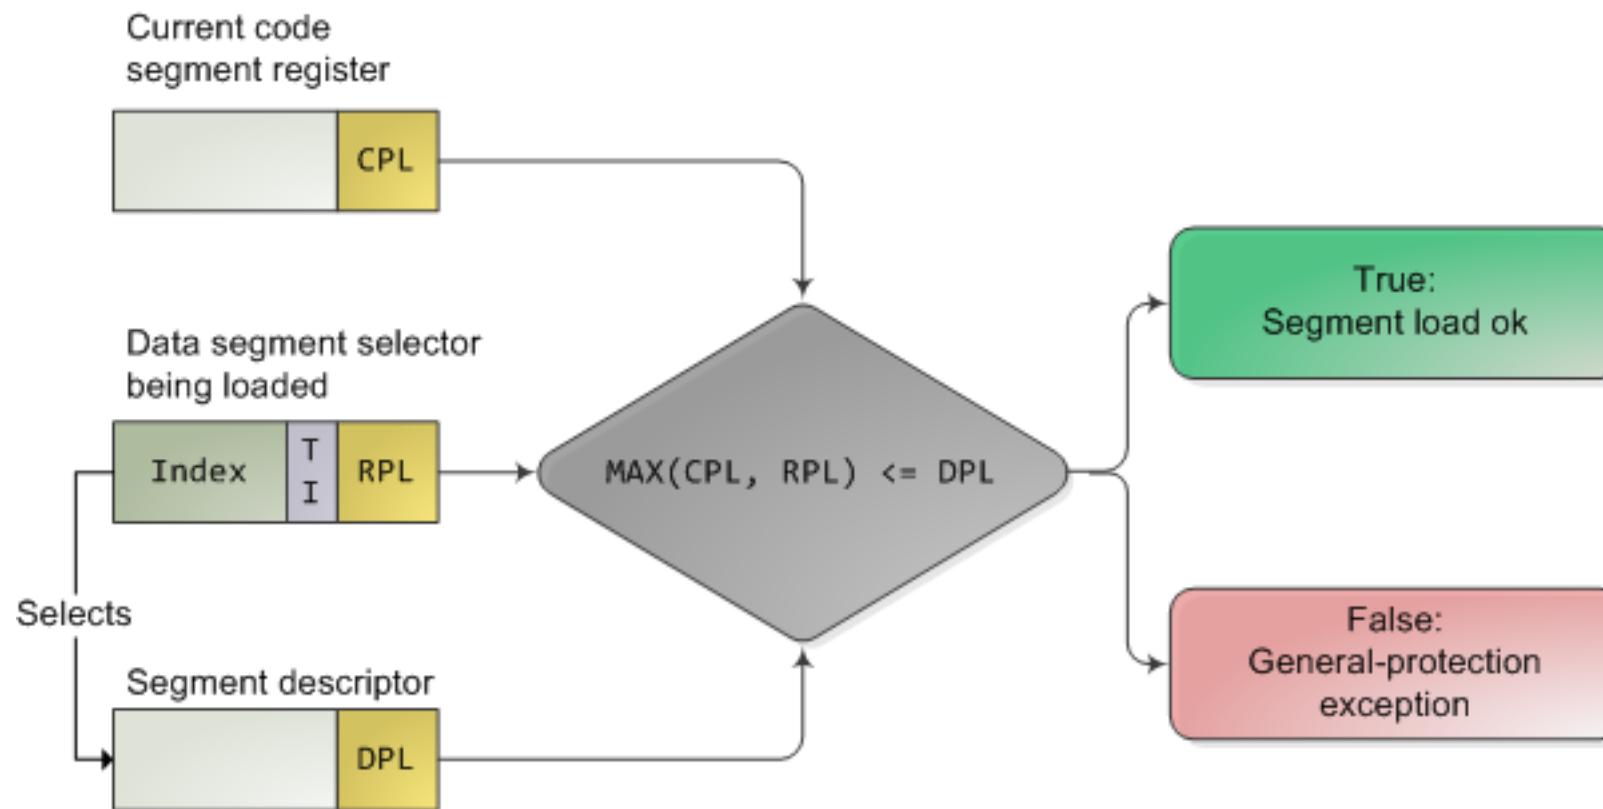 Current code
segment register
CPL
Data segment selector
being loaded
Index
T
I
RPL
Selects
Segment descriptor
DPL
MAX(CPL, RPL) <= DPL
True:
Segment load ok
False:
General-protection
exception